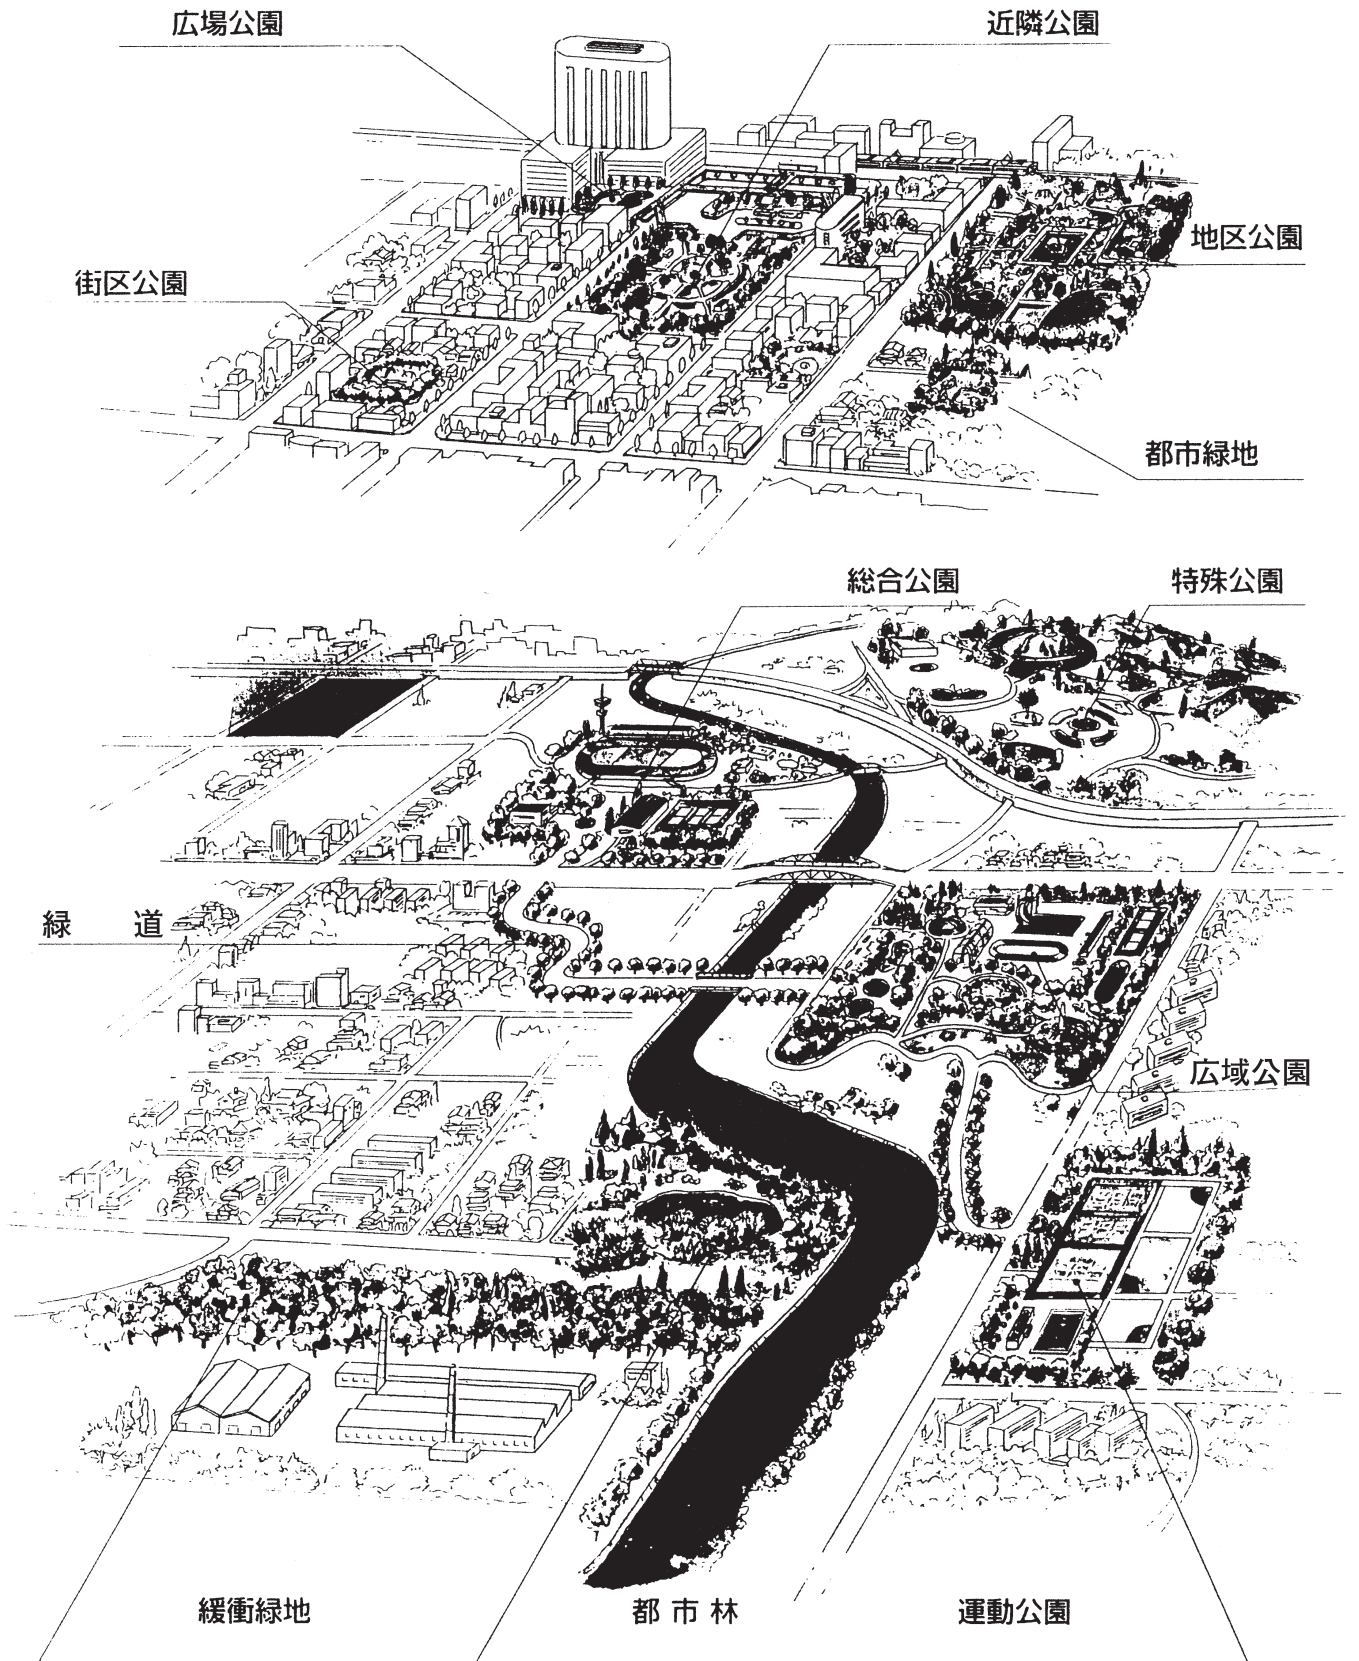 広場公園
近隣公園
地区公園
街区公園
都市緑地
総合公園
特殊公園
緑道
広域公園
緩衝緑地
都市林
運動公園